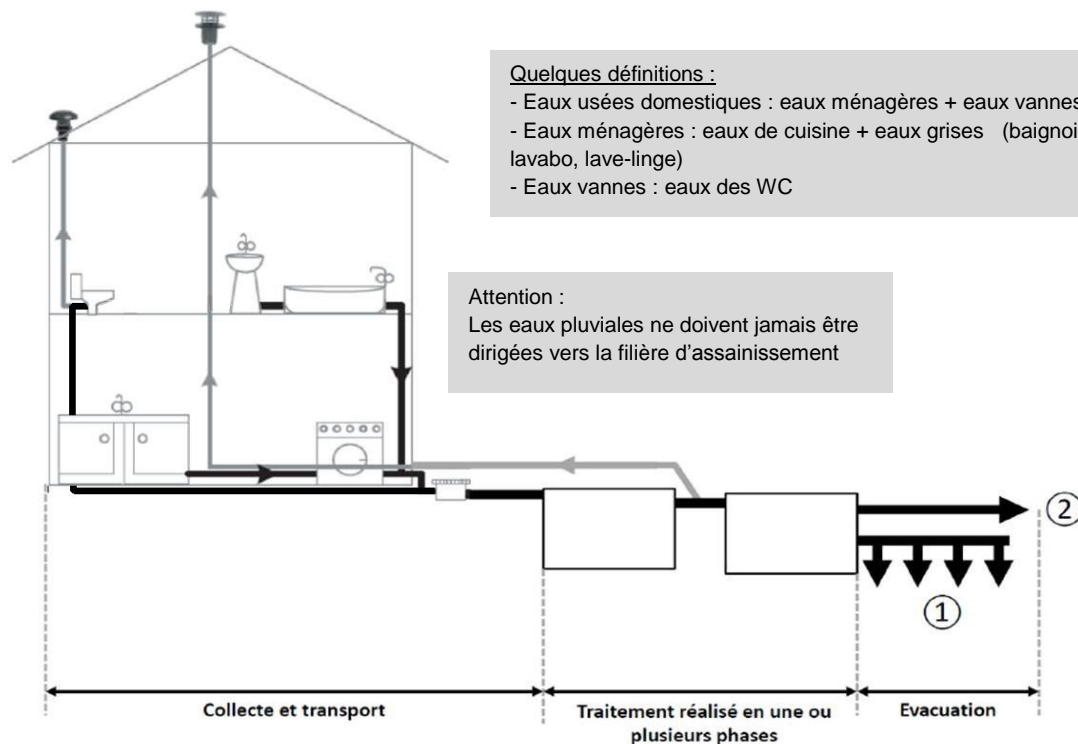 Quelques définitions :
- Eaux usées domestiques : eaux ménagères + eaux vannes
- Eaux ménagères : eaux de cuisine + eaux grises (baignoi
lavabo, lave-linge)
- Eaux vannes : eaux des WC
Attention :
Les eaux pluviales ne doivent jamais être
dirigées vers la filière d'assainissement
2
1
Collecte et transport
Traitement réalisé en une ou
plusieurs phases
Evacuation